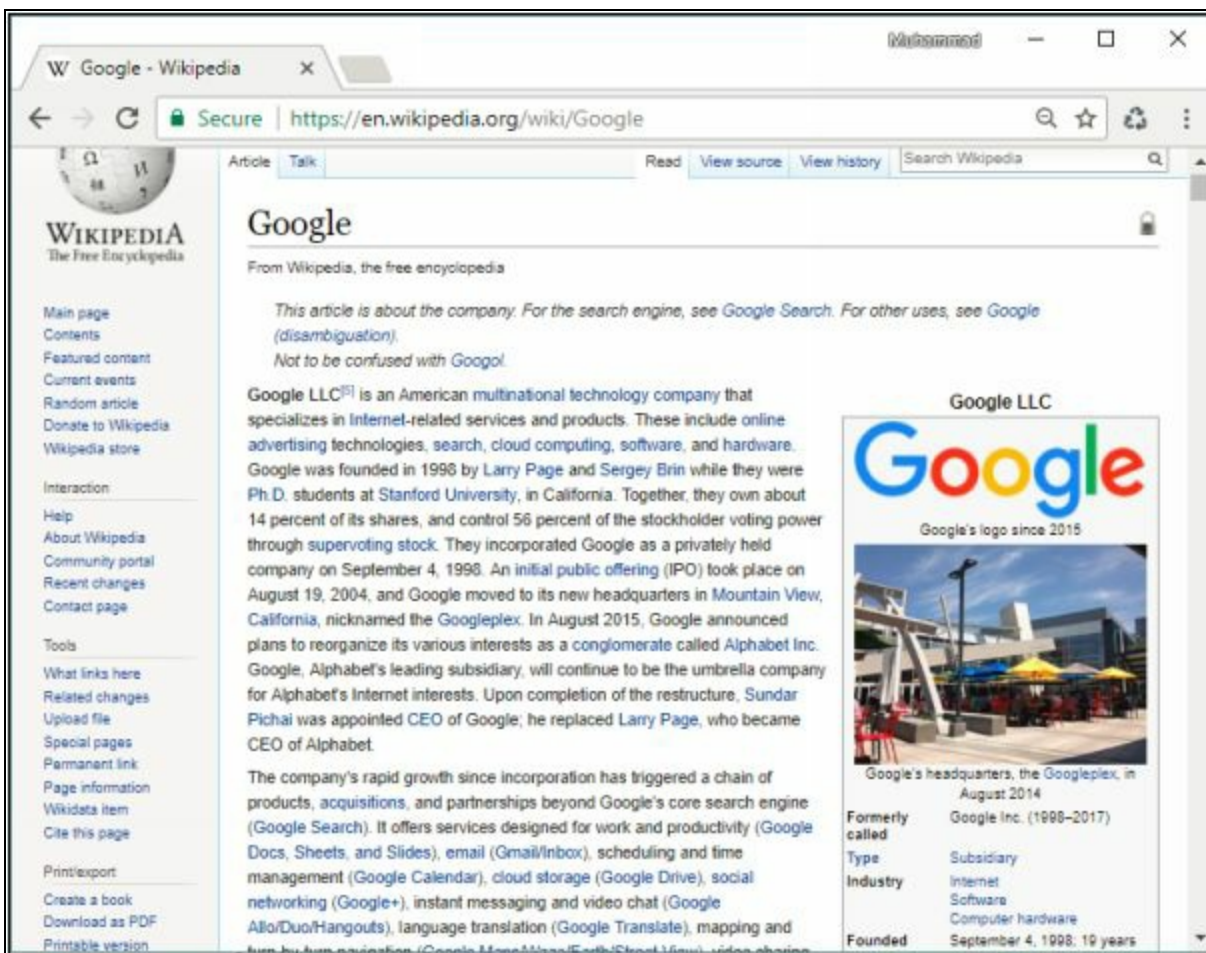 Muhammad
W Google - Wikipedia
Secure | https://en.wikipedia.org/wiki/Google
Article Talk Read View source View history Search Wikipedia
WIKIPEDIA
The Free Encyclopedia
Main page
Contents
Featured content
Current events
Random article
Donate to Wikipedia
Wikipedia store
Interaction
Help
About Wikipedia
Community portal
Recent changes
Contact page
Tools
What links here
Related changes
Upload file
Special pages
Permanent link
Page information
Wikidata item
Cite this page
Print/export
Create a book
Download as PDF
Printable version
Google
From Wikipedia, the free encyclopedia
This article is about the company. For the search engine, see Google Search. For other uses, see Google
(disambiguation).
Not to be confused with Googol.
Google LLC[5] is an American multinational technology company that
specializes in Internet-related services and products. These include online
advertising technologies, search, cloud computing, software, and hardware.
Google was founded in 1998 by Larry Page and Sergey Brin while they were
Ph.D. students at Stanford University, in California. Together, they own about
14 percent of its shares, and control 56 percent of the stockholder voting power
through supervoting stock. They incorporated Google as a privately held
company on September 4, 1998. An initial public offering (IPO) took place on
August 19, 2004, and Google moved to its new headquarters in Mountain View,
California, nicknamed the Googleplex. In August 2015, Google announced
plans to reorganize its various interests as a conglomerate called Alphabet Inc.
Google, Alphabet's leading subsidiary, will continue to be the umbrella company
for Alphabet's Internet interests. Upon completion of the restructure, Sundar
Pichai was appointed CEO of Google; he replaced Larry Page, who became
CEO of Alphabet.
The company's rapid growth since incorporation has triggered a chain of
products, acquisitions, and partnerships beyond Google's core search engine
(Google Search). It offers services designed for work and productivity (Google
Docs, Sheets, and Slides), email (Gmail/Inbox), scheduling and time
management (Google Calendar), cloud storage (Google Drive), social
networking (Google+), instant messaging and video chat (Google
Allo/Duo/Hangouts), language translation (Google Translate), mapping and
turn-by-turn navigation (Google Maps/Waze/Earth/Street View), video sharing
Google LLC
Google
Google's logo since 2015
Google's headquarters, the Googleplex, in
August 2014
Formerly called Google Inc. (1998–2017)
Type Subsidiary
Industry Internet
Software
Computer hardware
Founded September 4, 1998; 19 years